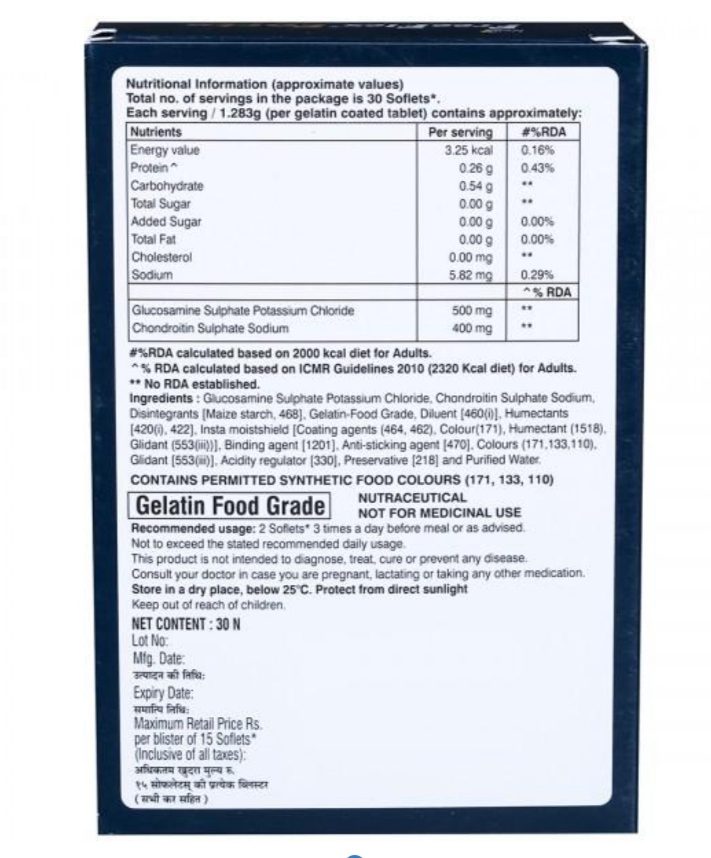 Nutritional Information (approximate values)
Total no. of servings in the package is 30 Soflets*.
Each serving / 1.283g (per gelatin coated tablet) contains approximately:
Nutrients Per serving #%RDA
Energy value 3.25 kcal 0.16%
Protein^ 0.26 g 0.43%
Carbohydrate 0.54 g **
Total Sugar 0.00 g **
Added Sugar 0.00 g 0.00%
Total Fat 0.00 g 0.00%
Cholesterol 0.00 mg **
Sodium 5.82 mg 0.29%
^% RDA
Glucosamine Sulphate Potassium Chloride 500 mg **
Chondroitin Sulphate Sodium 400 mg **
#%RDA calculated based on 2000 kcal diet for Adults.
^% RDA calculated based on ICMR Guidelines 2010 (2320 Kcal diet) for Adults.
** No RDA established.
Ingredients : Glucosamine Sulphate Potassium Chloride, Chondroitin Sulphate Sodium,
Disintegrants [Maize starch, 468], Gelatin-Food Grade, Diluent [460(i)], Humectants
[420(i), 422], Insta moistshield [Coating agents (464, 462), Colour(171), Humectant (1518),
Glidant (553(iii))], Binding agent [1201], Anti-sticking agent [470], Colours (171,133,110),
Glidant [553(iii)], Acidity regulator [330], Preservative [218] and Purified Water.
CONTAINS PERMITTED SYNTHETIC FOOD COLOURS (171, 133, 110)
Gelatin Food Grade NUTRACEUTICAL
NOT FOR MEDICINAL USE
Recommended usage: 2 Soflets* 3 times a day before meal or as advised.
Not to exceed the stated recommended daily usage.
This product is not intended to diagnose, treat, cure or prevent any disease.
Consult your doctor in case you are pregnant, lactating or taking any other medication.
Store in a dry place, below 25°C. Protect from direct sunlight
Keep out of reach of children.
NET CONTENT : 30 N
Lot No:
Mfg. Date:
उत्पादन की तिथि:
Expiry Date:
समाप्ति तिथि:
Maximum Retail Price Rs.
per blister of 15 Soflets*
(Inclusive of all taxes):
अधिकतम खुदरा मूल्य रु.
१५ सोफलेटस् की प्रत्येक ब्लिस्टर
(सभी कर सहित)